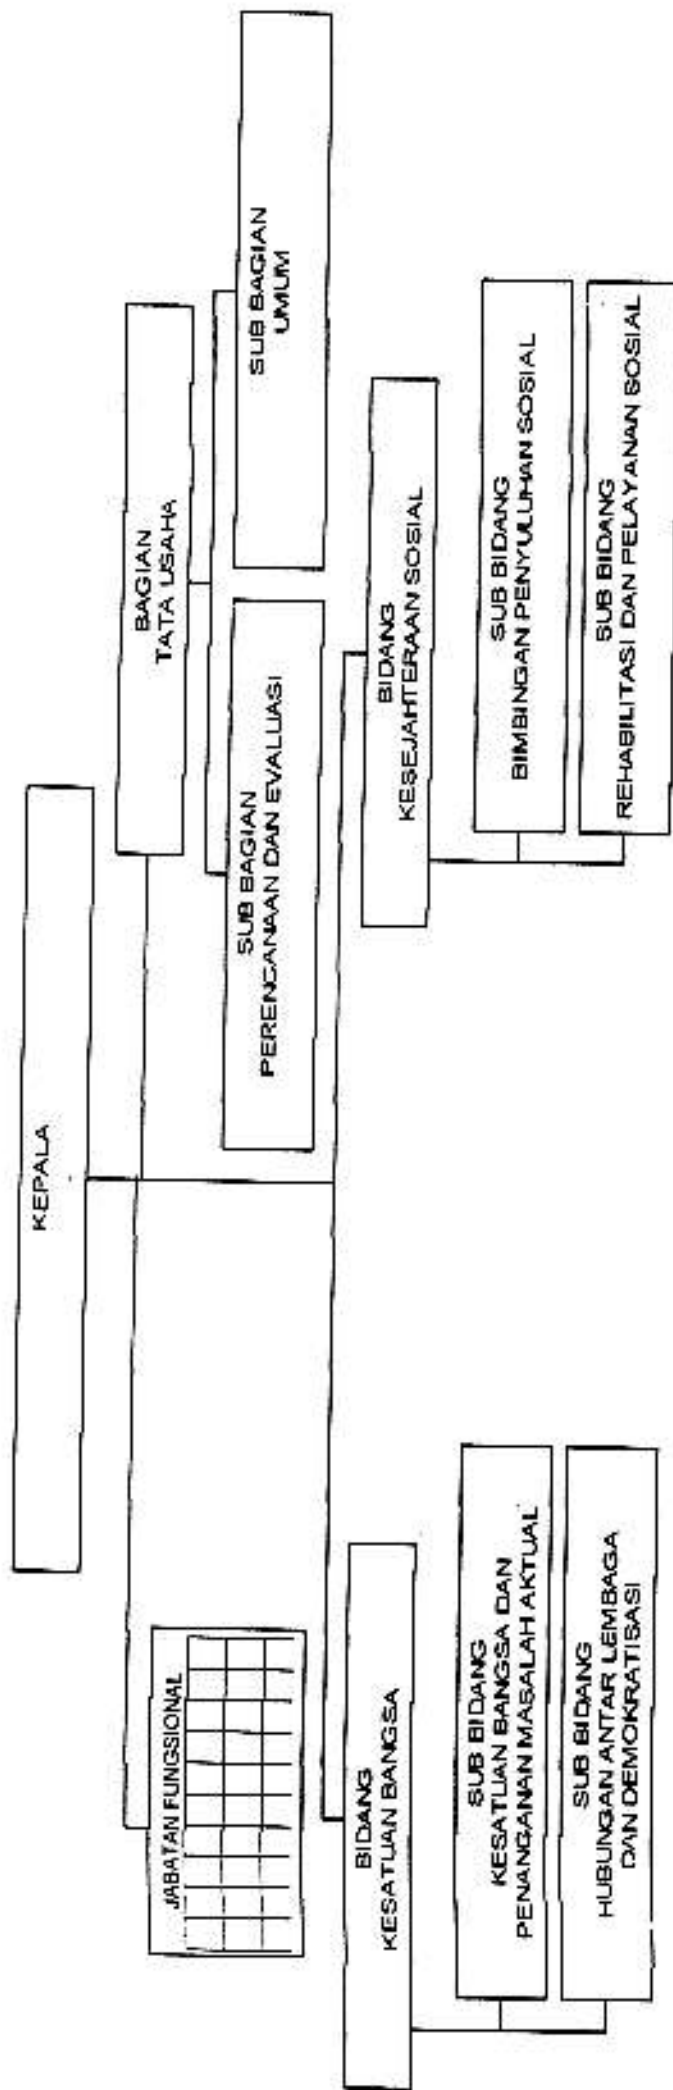 KEPALA
JABATAN FUNGSIONAL
BAGIAN
TATA USAHA
SUB BAGIAN
PERENCANAAN DAN EVALUASI
SUB BAGIAN
UMUM
BIDANG
KESATUAN BANGSA
BIDANG
KESEJAHTERAAN SOSIAL
SUB BIDANG
KESATUAN BANGSA DAN
PENANGANAN MASALAH AKTUAL
SUB BIDANG
HUBUNGAN ANTAR LEMBAGA
DAN DEMOKRATISASI
SUB BIDANG
BIMBINGAN PENYULUHAN SOSIAL
SUB BIDANG
REHABILITASI DAN PELAYANAN SOSIAL